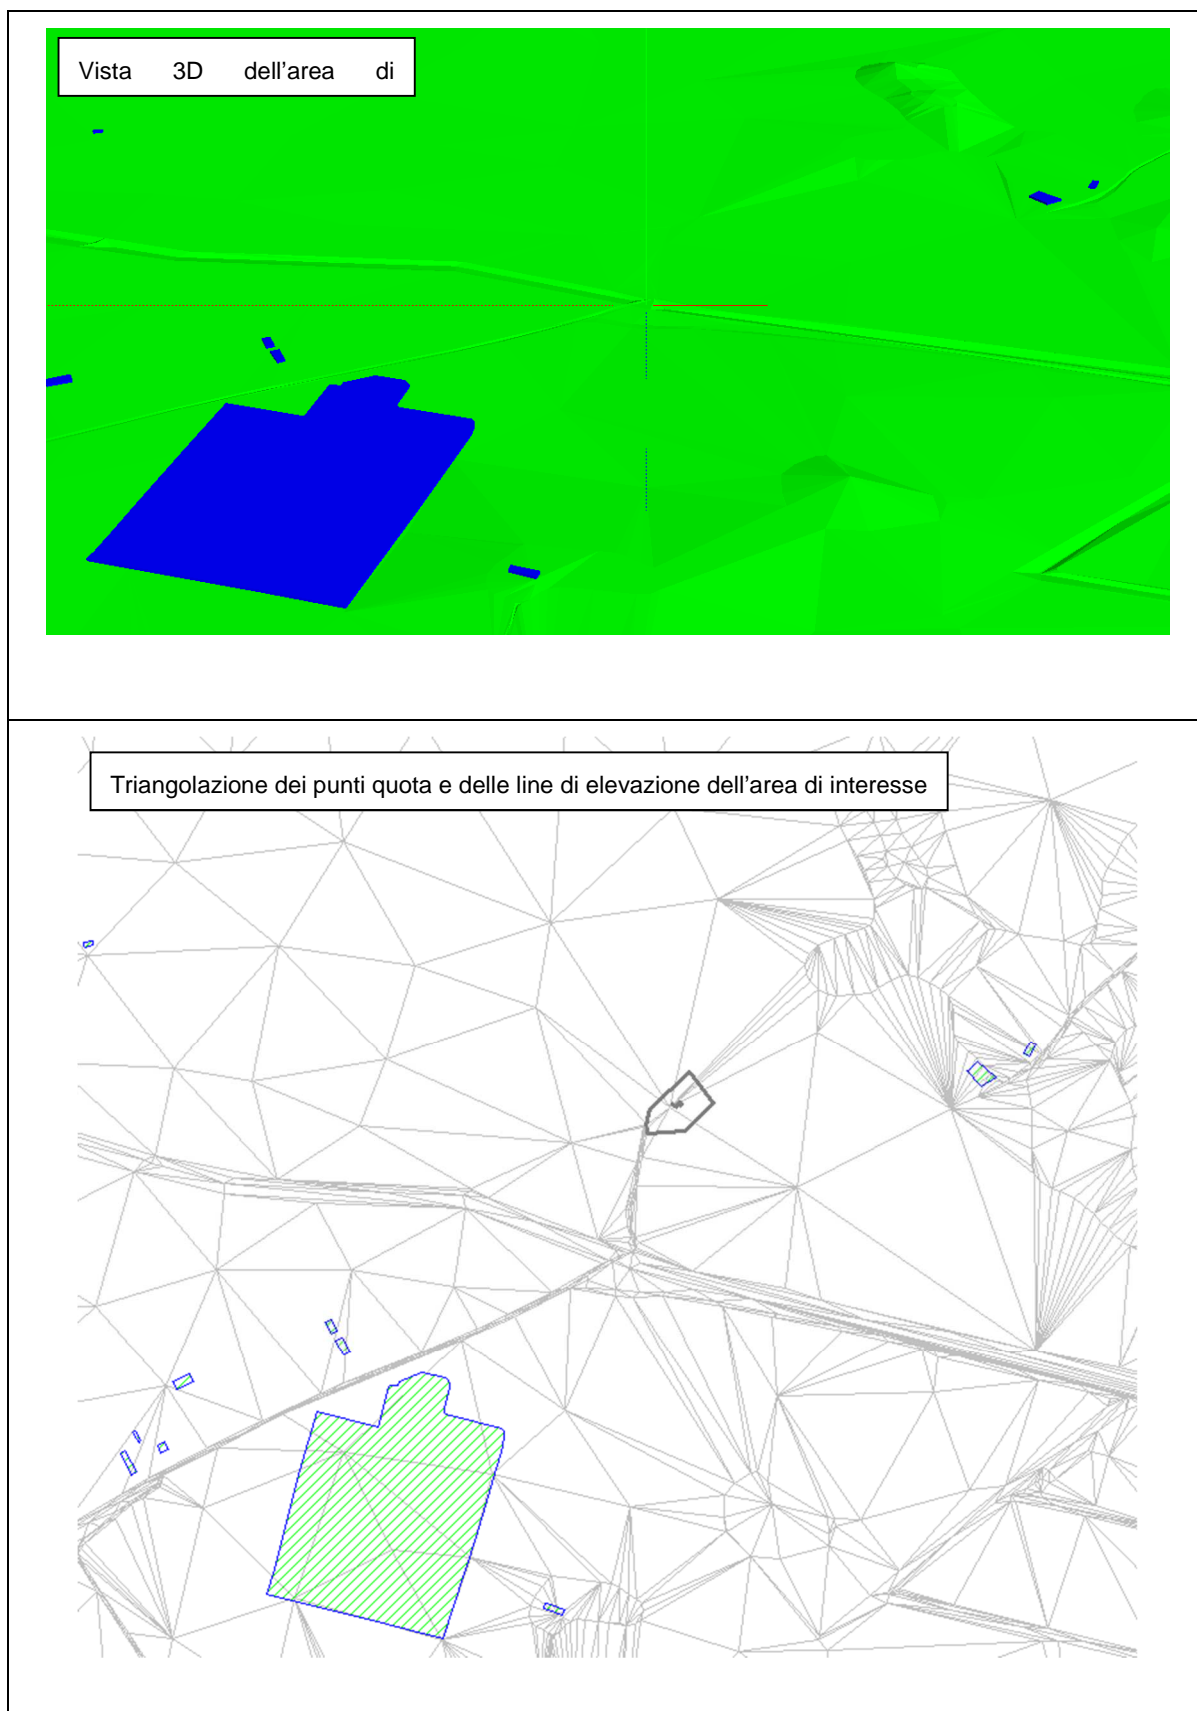 Vista 3D dell'area di
Triangolazione dei punti quota e delle line di elevazione dell'area di interesse